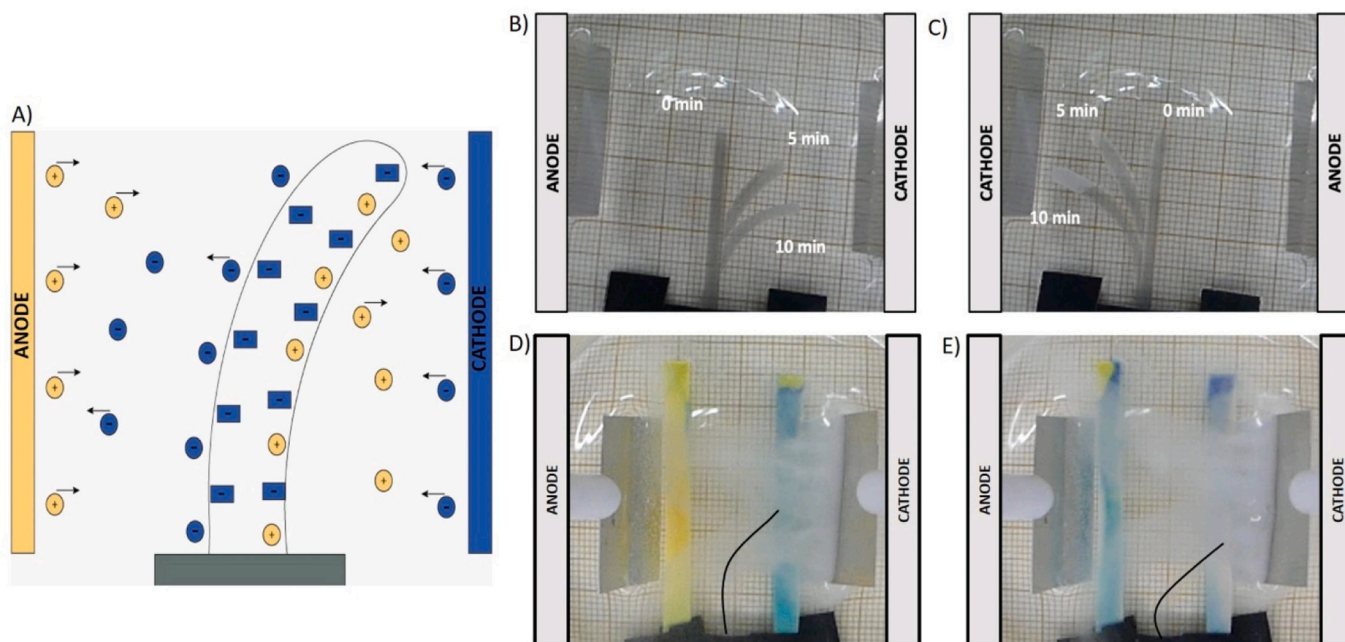 A)
ANODE
CATHODE
B)
ANODE
0 min
5 min
10 min
CATHODE
C)
CATHODE
5 min
0 min
10 min
ANODE
D)
ANODE
CATHODE
E)
ANODE
CATHODE